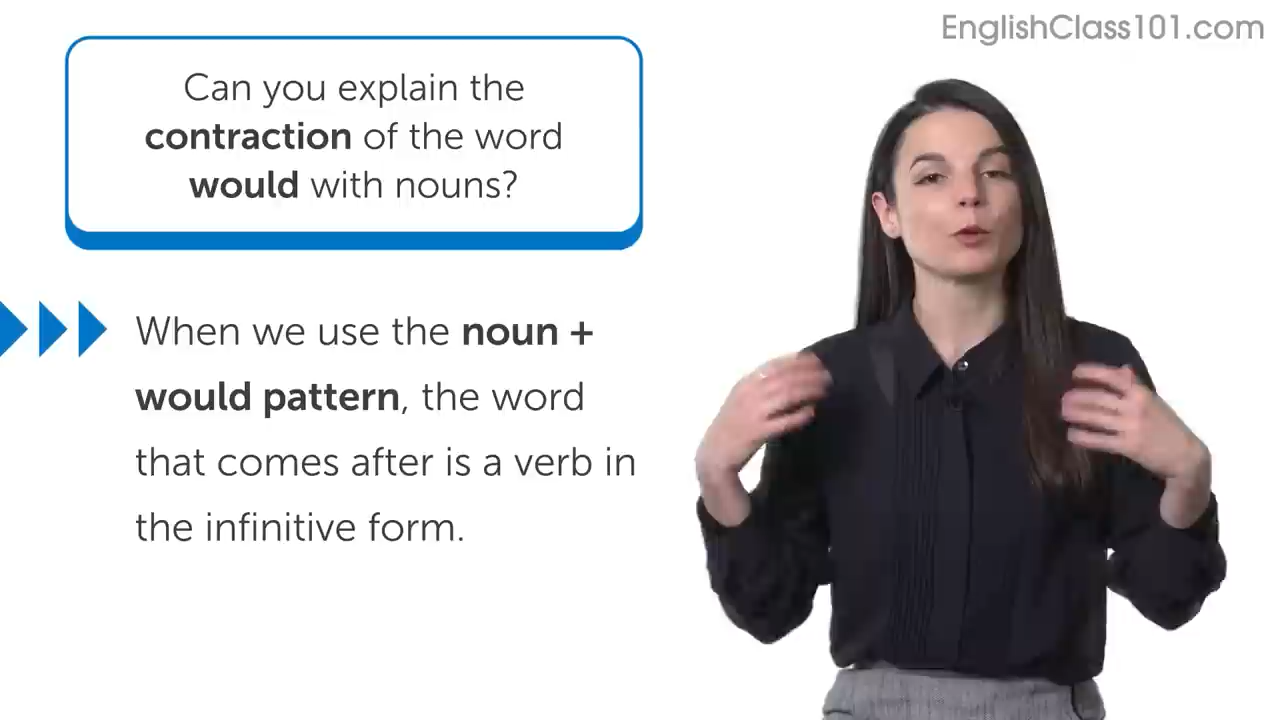 EnglishClass101.com
Can you explain the
contraction of the word
would with nouns?
When we use the noun +
would pattern, the word
that comes after is a verb in
the infinitive form.